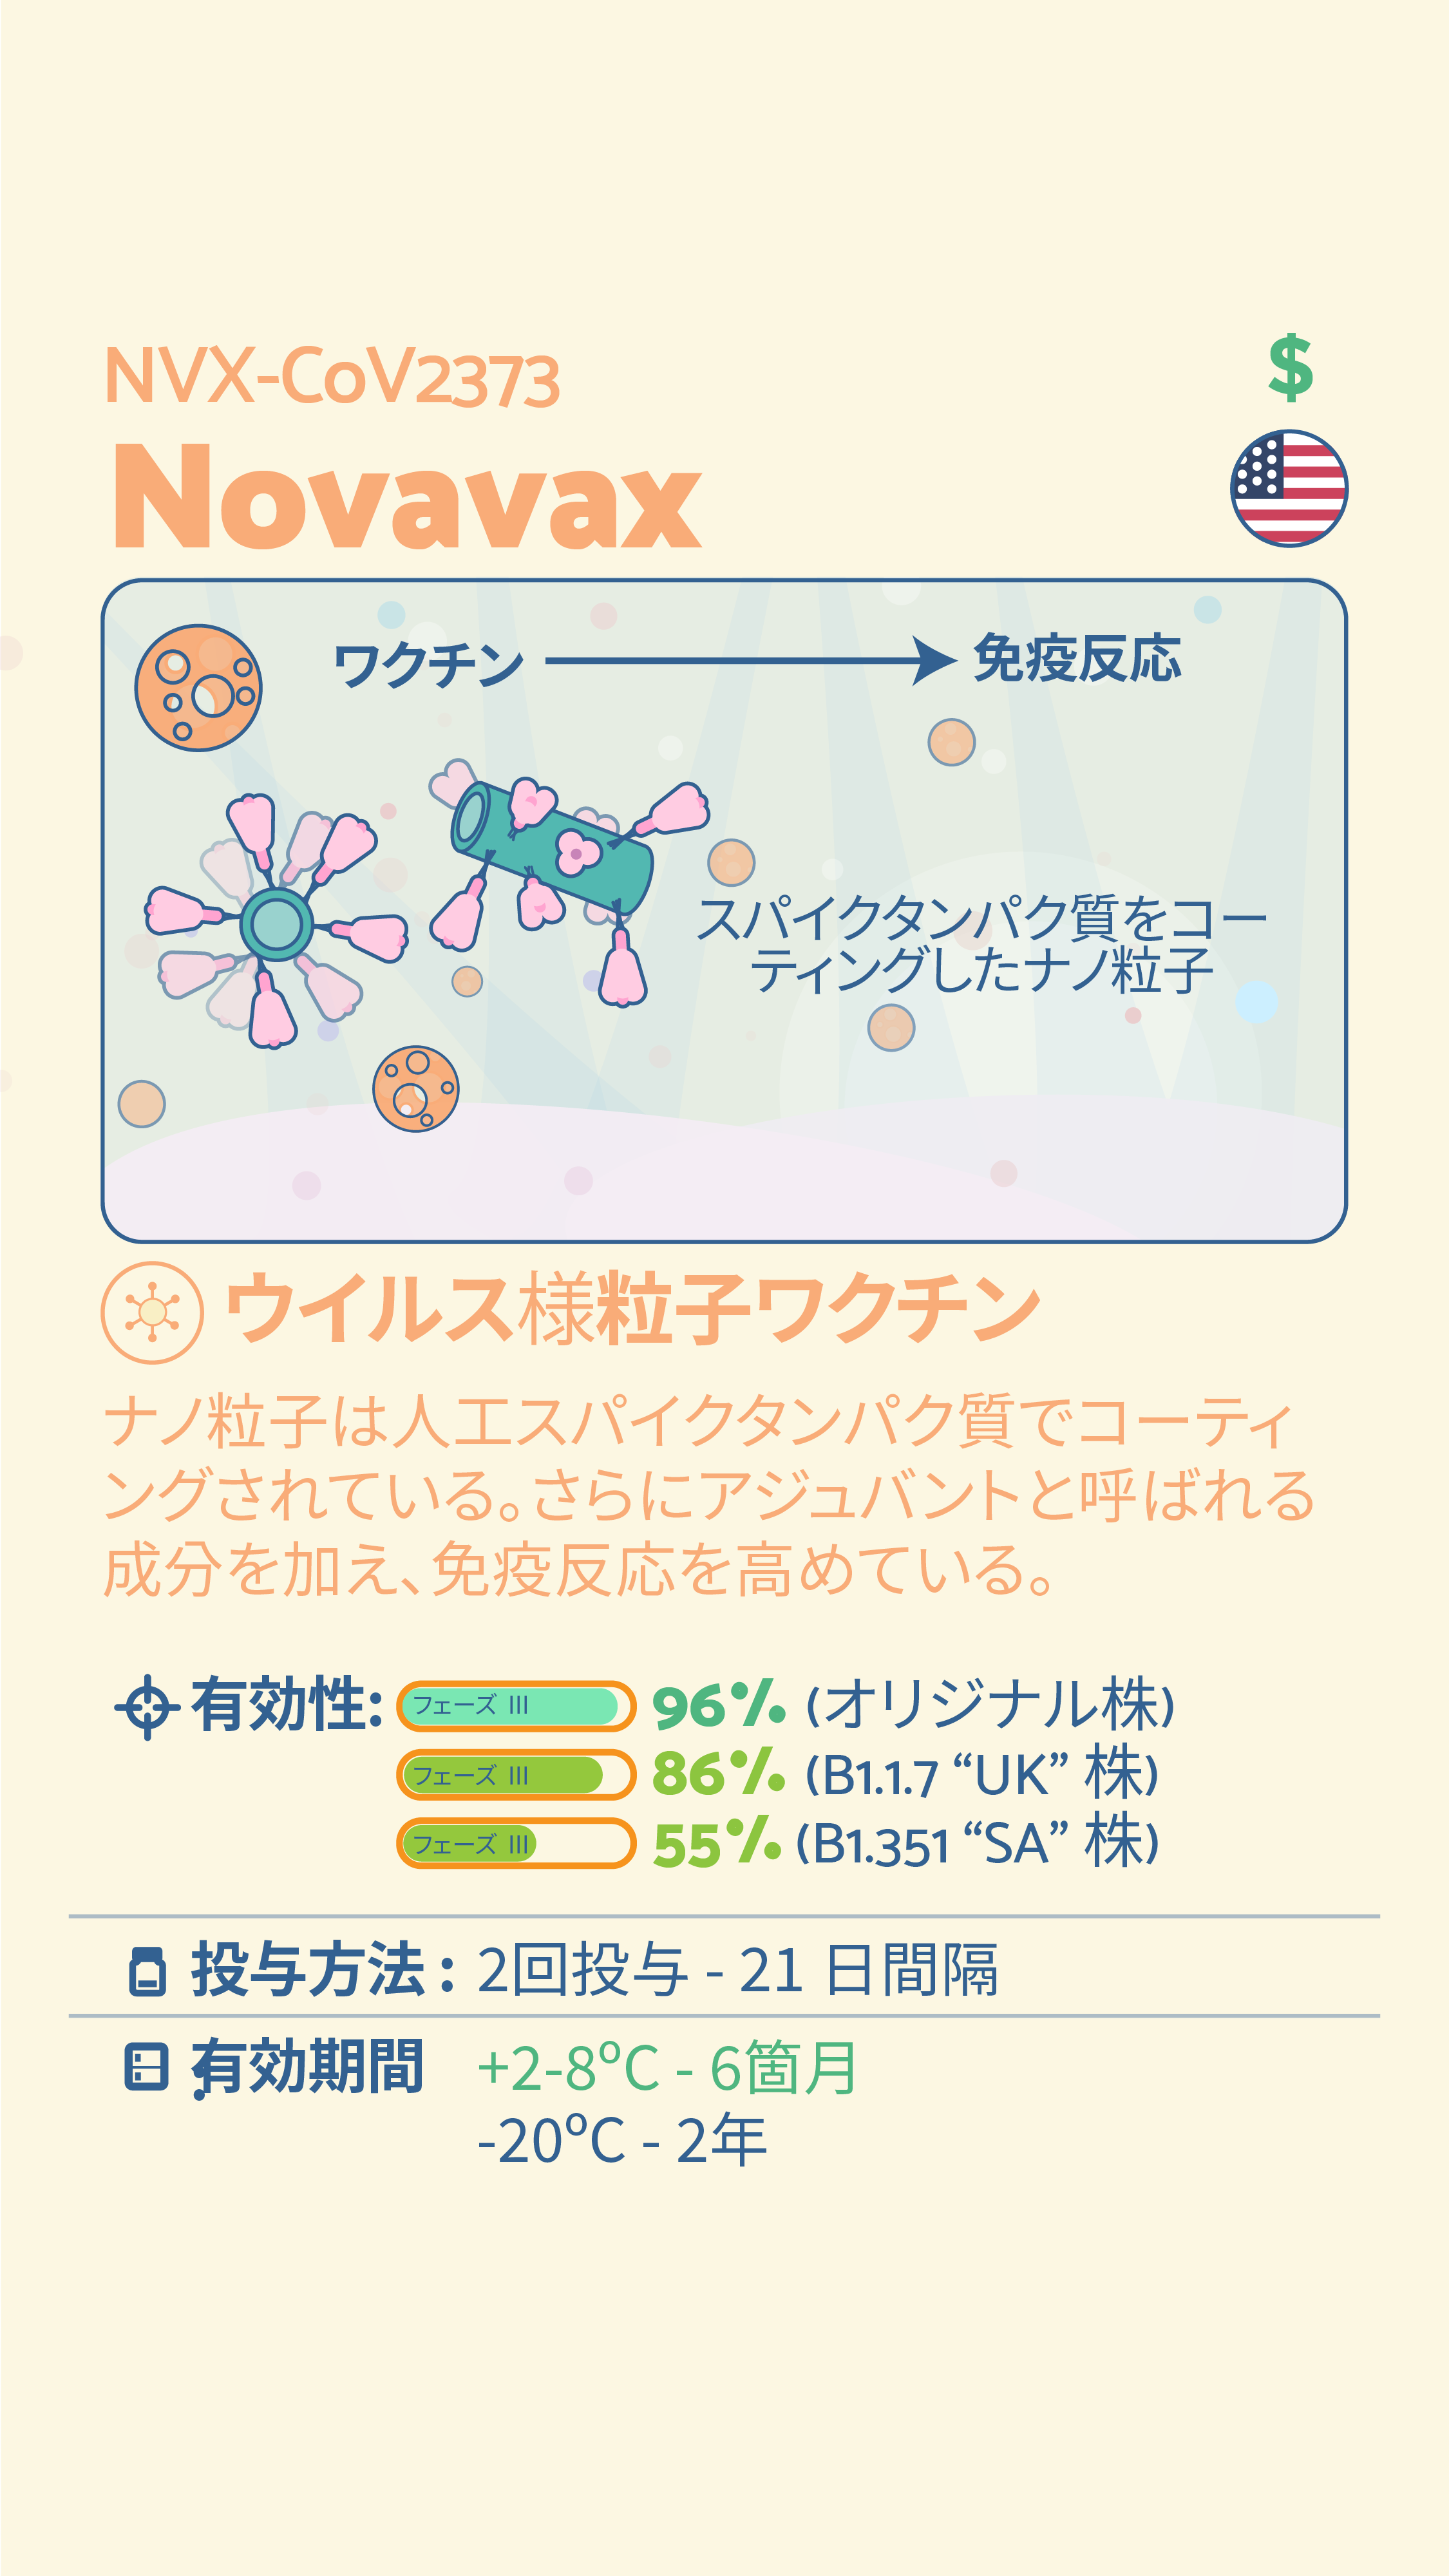 NVX-CoV2373
$
Novavax
ワクチン
免疫反応
スパイクタンパク質をコー
ティングしたナノ粒子
ウイルス様粒子ワクチン
ナノ粒子は人工スパイクタンパク質でコーティ
ングされている。さらにアジュバントと呼ばれる
成分を加え、免疫反応を高めている。
有効性: フェーズ III 96% (オリジナル株)
フェーズ III 86% (B1.1.7 “UK” 株)
フェーズ III 55% (B1.351 “SA” 株)
投与方法 : 2回投与 - 21 日間隔
有効期間 : +2-8ºC - 6箇月
-20ºC - 2年